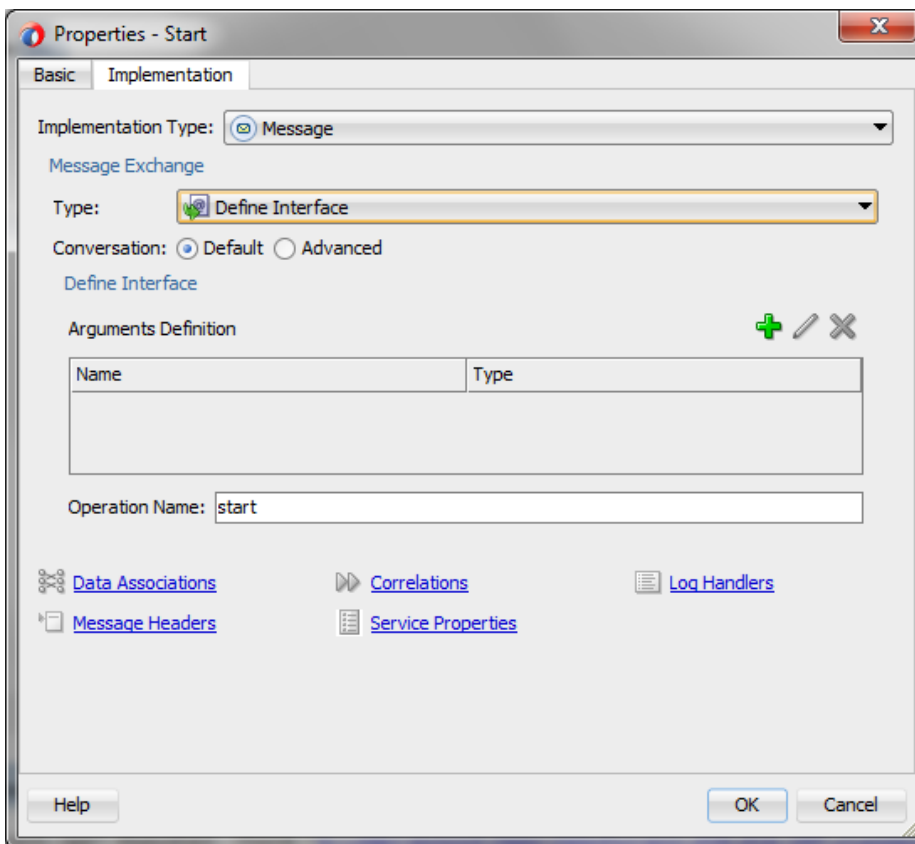 Properties - Start
Basic Implementation
Implementation Type: Message
Message Exchange
Type: Define Interface
Conversation: Default Advanced
Define Interface
Arguments Definition
Name Type
Operation Name: start
Data Associations Correlations Log Handlers
Message Headers Service Properties
Help OK Cancel